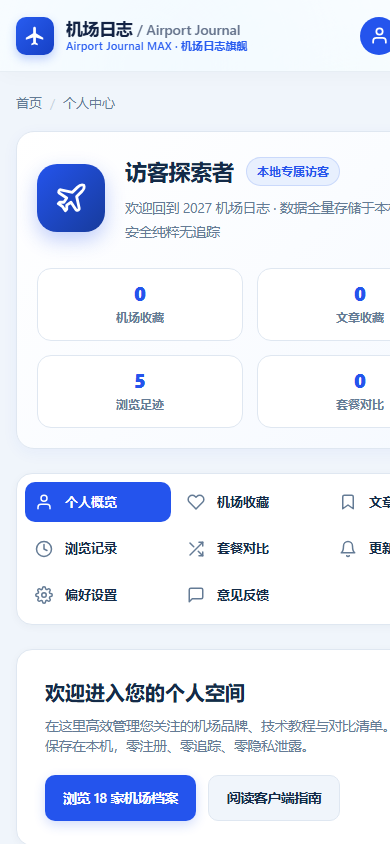 机场日志 / Airport Journal
Airport Journal MAX · 机场日志旗舰
首页 / 个人中心
访客探索者 本地专属访客
欢迎回到 2027 机场日志 · 数据全量存储于本
安全纯粹无追踪
0 0
机场收藏 文章收藏
5 0
浏览足迹 套餐对比
个人概览 机场收藏 文章
浏览记录 套餐对比 更新
偏好设置 意见反馈
欢迎进入您的个人空间
在这里高效管理您关注的机场品牌、技术教程与对比清单。
保存在本机，零注册、零追踪、零隐私泄露。
浏览 18 家机场档案 阅读客户端指南